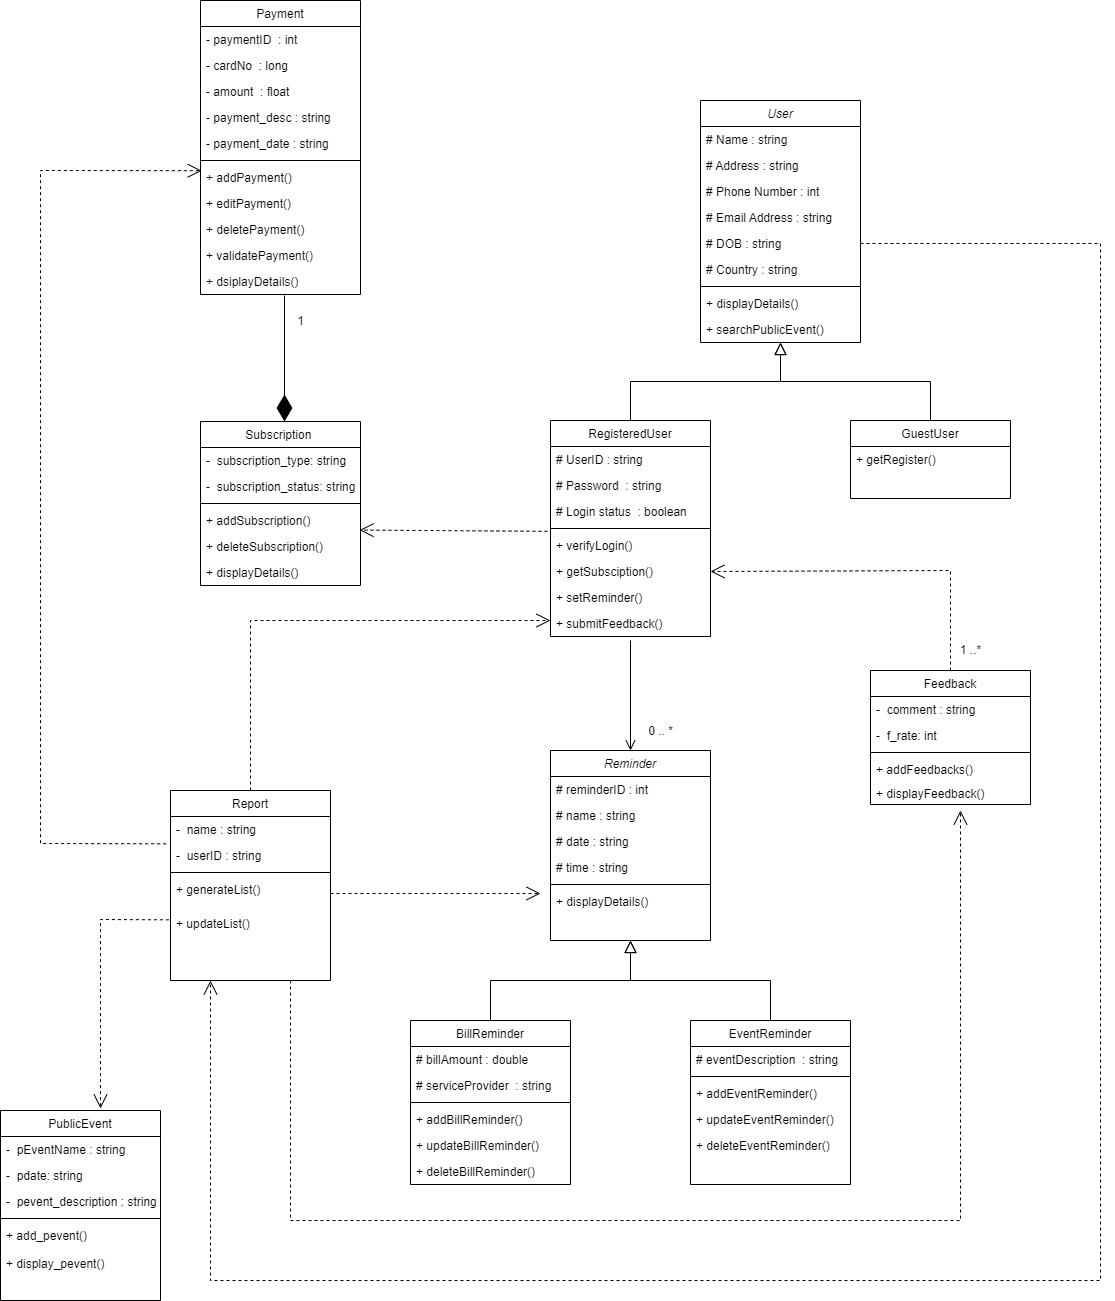 Payment
- paymentID : int
- cardNo : long
- amount : float
- payment_desc : string
- payment_date : string
+ addPayment()
+ editPayment()
+ deletePayment()
+ validatePayment()
+ dsiplayDetails()
1
User
# Name : string
# Address : string
# Phone Number : int
# Email Address : string
# DOB : string
# Country : string
+ displayDetails()
+ searchPublicEvent()
Subscription
- subscription_type: string
- subscription_status: string
+ addSubscription()
+ deleteSubscription()
+ displayDetails()
RegisteredUser
# UserID : string
# Password : string
# Login status : boolean
+ verifyLogin()
+ getSubsciption()
+ setReminder()
+ submitFeedback()
GuestUser
+ getRegister()
1 ..*
Feedback
- comment : string
- f_rate: int
+ addFeedbacks()
+ displayFeedback()
0 .. *
Reminder
# reminderID : int
# name : string
# date : string
# time : string
+ displayDetails()
Report
- name : string
- userID : string
+ generateList()
+ updateList()
BillReminder
# billAmount : double
# serviceProvider : string
+ addBillReminder()
+ updateBillReminder()
+ deleteBillReminder()
EventReminder
# eventDescription : string
+ addEventReminder()
+ updateEventReminder()
+ deleteEventReminder()
PublicEvent
- pEventName : string
- pdate: string
- pevent_description : string
+ add_pevent()
+ display_pevent()